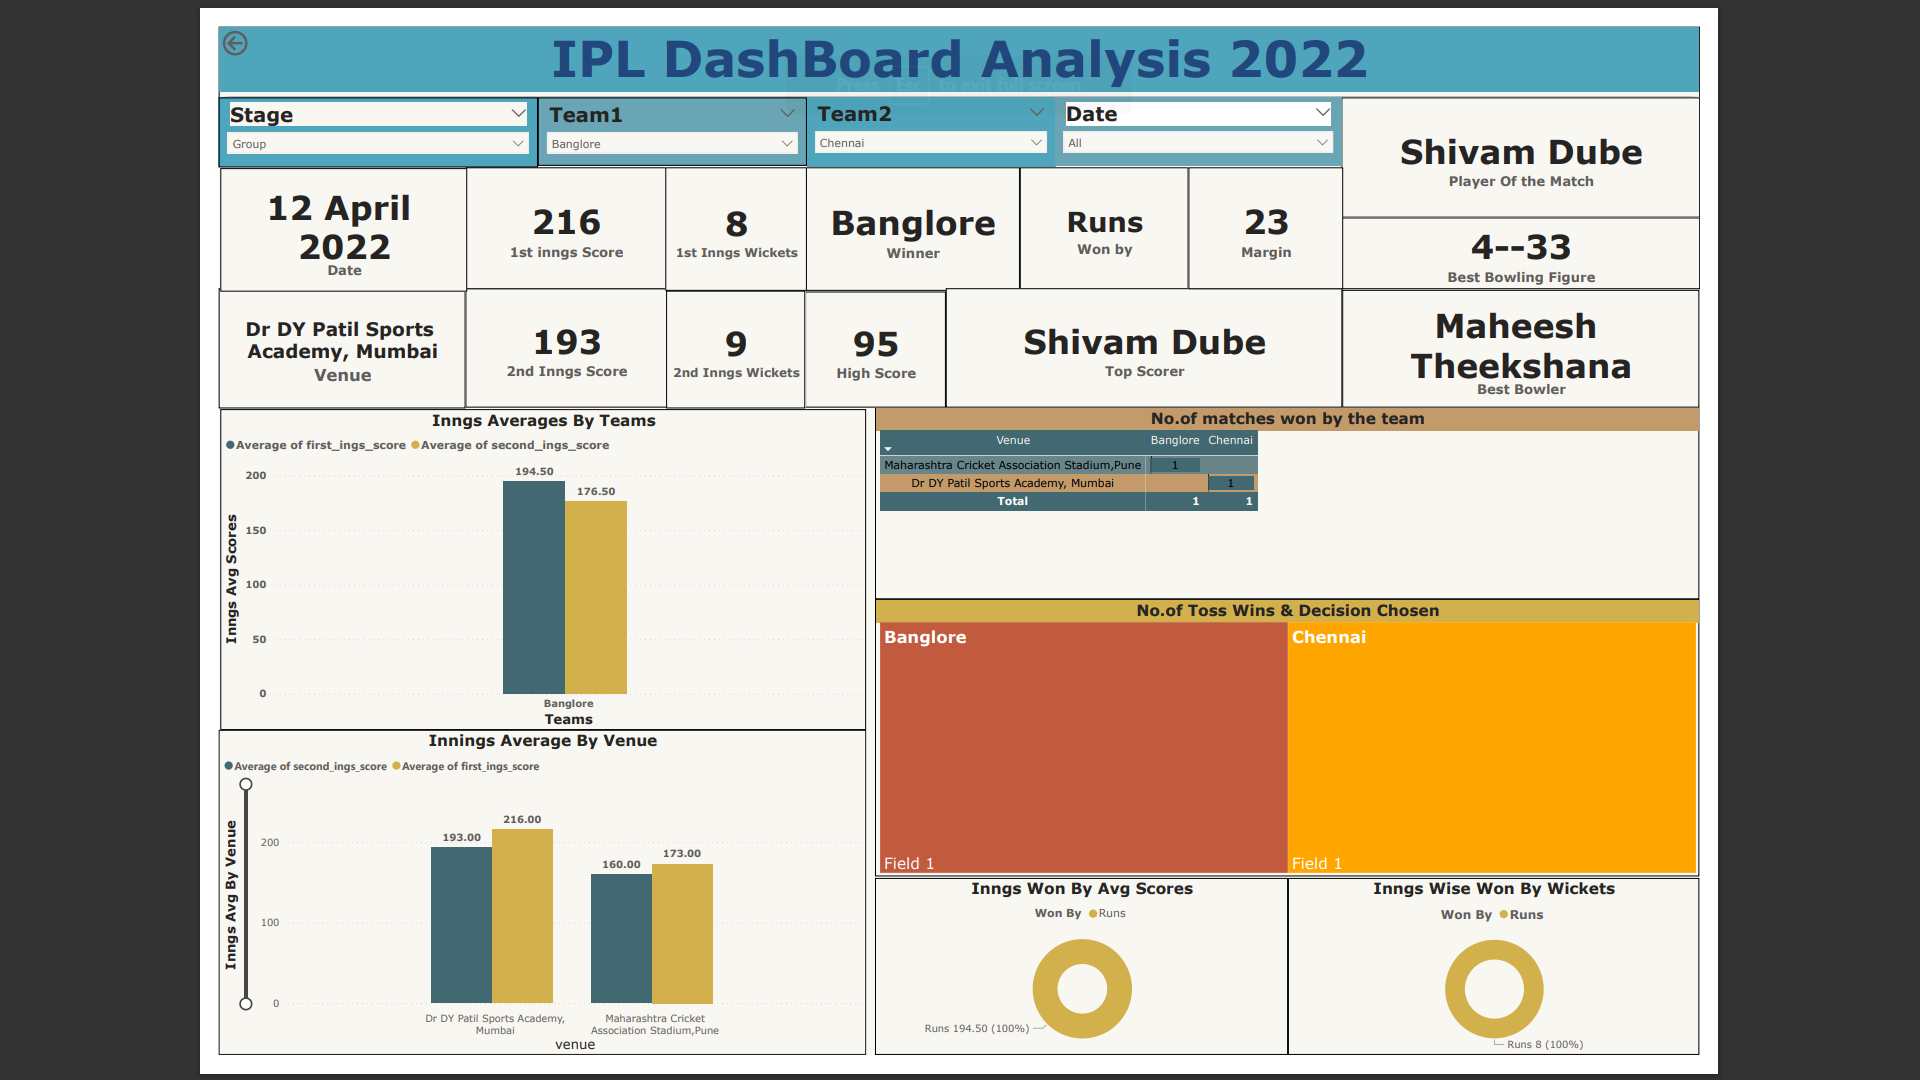 IPL DashBoard Analysis 2022
Press Esc to exit full screen
Stage
Group
Team1
Banglore
Team2
Chennai
Date
All
Shivam Dube
Player Of the Match
12 April
2022
Date
216
1st inngs Score
8
1st Inngs Wickets
Banglore
Winner
Runs
Won by
23
Margin
4--33
Best Bowling Figure
Dr DY Patil Sports
Academy, Mumbai
Venue
193
2nd Inngs Score
9
2nd Inngs Wickets
95
High Score
Shivam Dube
Top Scorer
Maheesh
Theekshana
Best Bowler
Inngs Averages By Teams
Average of first_ings_score Average of second_ings_score
Inngs Avg Scores
200
150
100
50
0
194.50
176.50
Banglore
Teams
Innings Average By Venue
Average of second_ings_score Average of first_ings_score
Inngs Avg By Venue
200
100
0
193.00
216.00
160.00
173.00
Dr DY Patil Sports Academy,
Mumbai
Maharashtra Cricket
Association Stadium,Pune
venue
No.of matches won by the team
Venue Banglore Chennai
Maharashtra Cricket Association Stadium,Pune 1
Dr DY Patil Sports Academy, Mumbai 1
Total 1 1
No.of Toss Wins & Decision Chosen
Banglore
Field 1
Chennai
Field 1
Inngs Won By Avg Scores
Won By Runs
Runs 194.50 (100%)
Inngs Wise Won By Wickets
Won By Runs
Runs 8 (100%)